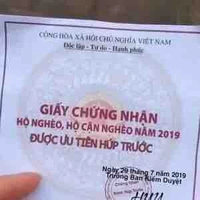 CỘNG HÒA XÃ HỘI CHỦ NGHĨA VIỆT NAM
Độc lập - Tự do - Hạnh phúc
GIẤY CHỨNG NHẬN
HỘ NGHÈO, HỘ CẬN NGHÈO NĂM 2019
ĐƯỢC ƯU TIÊN HÚP TRƯỚC
Ngày 29 tháng 7 năm 2019
Trưởng Ban Kiểm Duyệt